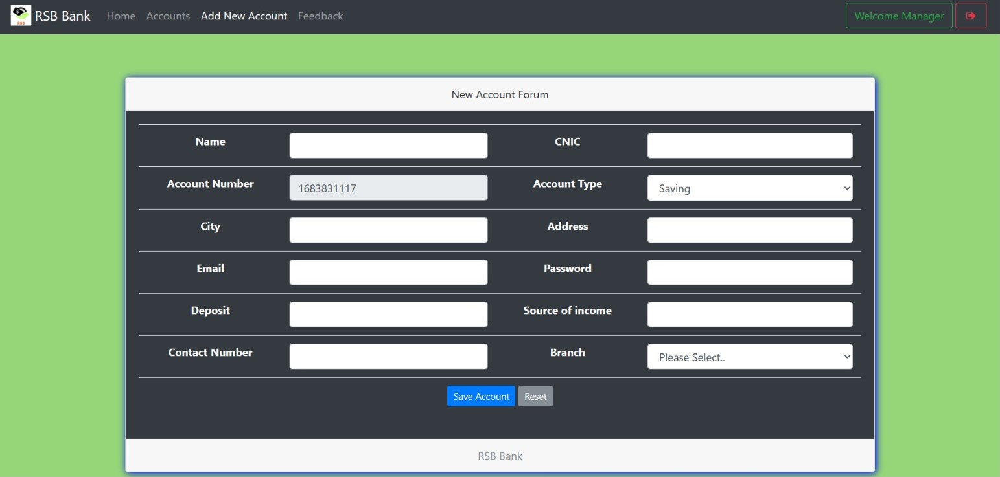 RSB Bank Home Accounts Add New Account Feedback Welcome Manager
New Account Forum
Name CNIC
Account Number 1683831117 Account Type Saving
City Address
Email Password
Deposit Source of income
Contact Number Branch Please Select..
Save Account Reset
RSB Bank